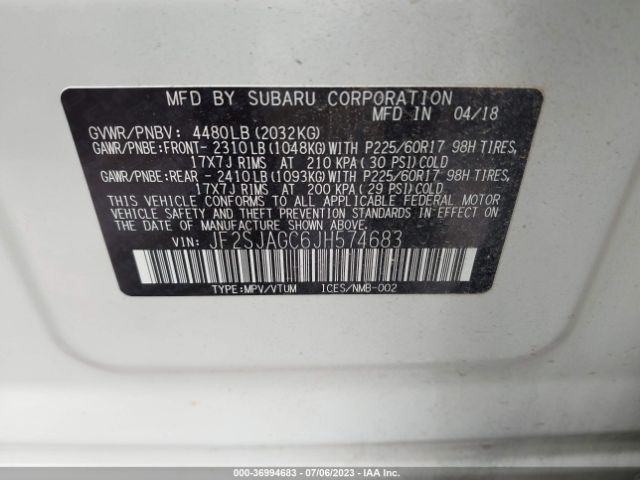 MFD BY SUBARU CORPORATION
MFD IN 04/18
GVWR/PNBV: 4480LB(2032KG)
GAWR/PNBE:FRONT- 2310LB(1048KG)WITH P225/60R17 98H TIRES,
17X7J RIMS AT 210 KPA(30 PSI)COLD
GAWR/PNBE:REAR - 2410LB(1093KG)WITH P225/60R17 98H TIRES,
17X7J RIMS AT 200 KPA(29 PSI)COLD.
THIS VEHICLE CONFORMS TO ALL APPLICABLE FEDERAL MOTOR
VEHICLE SAFETY AND THEFT PREVENTION STANDARDS IN EFFECT ON
THE DATE OF MANUFACTURE SHOWN ABOVE.
VIN: JF2SJAGC6JH574683
TYPE:MPV/VTUM ICES/NMB-002
000-36994683 / 07/06/2023 / ©IAAI.COM